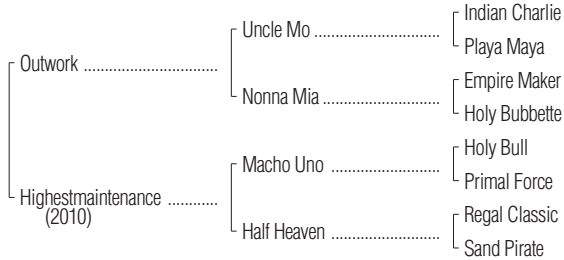 Indian Charlie
Uncle Mo ..................................
Playa Maya
Outwork ....................................
Empire Maker
Nonna Mia ................................
Holy Bubbette
Holy Bull
Macho Uno .............................
Primal Force
Highestmaintenance .............
(2010)
Regal Classic
Half Heaven .............................
Sand Pirate